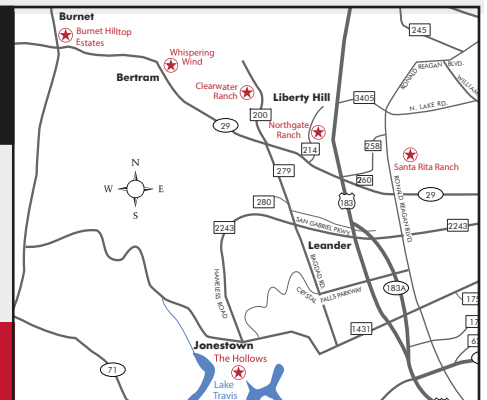 Burnet
Burnet Hilltop
Estates
245
Whispering
Wind
RONALD REAGAN BLVD.
Bertram
Clearwater
Ranch
Liberty Hill
3405
N. LAKE RD.
200
29
Northgate
Ranch
258
214
Santa Rita Ranch
N
W E
S
279
260
29
280
183
RONALD REAGAN BLVD.
2243
SAN GABRIEL PKWY.
2243
Leander
BAGDAD RD.
NAMELESS ROAD
CRYSTAL FALLS PARKWAY
183A
1431
Jonestown
The Hollows
71
Lake
Travis